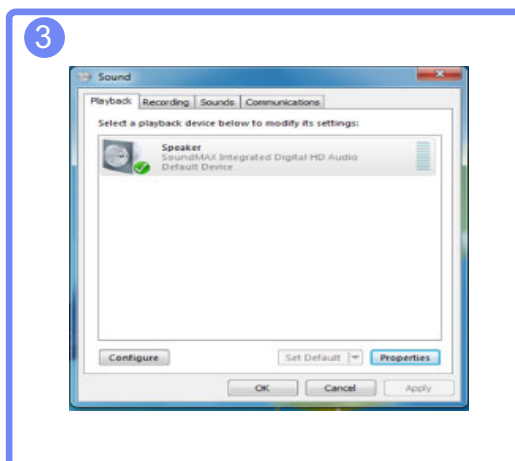 3
Sound
Playback Recording Sounds Communications
Select a playback device below to modify its settings:
Speaker
SoundMAX Integrated Digital HD Audio
Default Device
Configure Set Default Properties
OK Cancel Apply